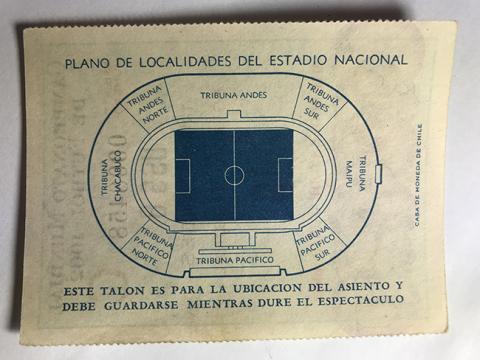 PLANO DE LOCALIDADES DEL ESTADIO NACIONAL
TRIBUNA
ANDES
NORTE
TRIBUNA ANDES
TRIBUNA
ANDES
SUR
TRIBUNA
CHACABUCO
TRIBUNA
MAIPU
TRIBUNA
PACIFICO
NORTE
TRIBUNA PACIFICO
TRIBUNA
PACIFICO
SUR
CASA DE MONEDA DE CHILE
ESTE TALON ES PARA LA UBICACION DEL ASIENTO Y
DEBE GUARDARSE MIENTRAS DURE EL ESPECTACULO